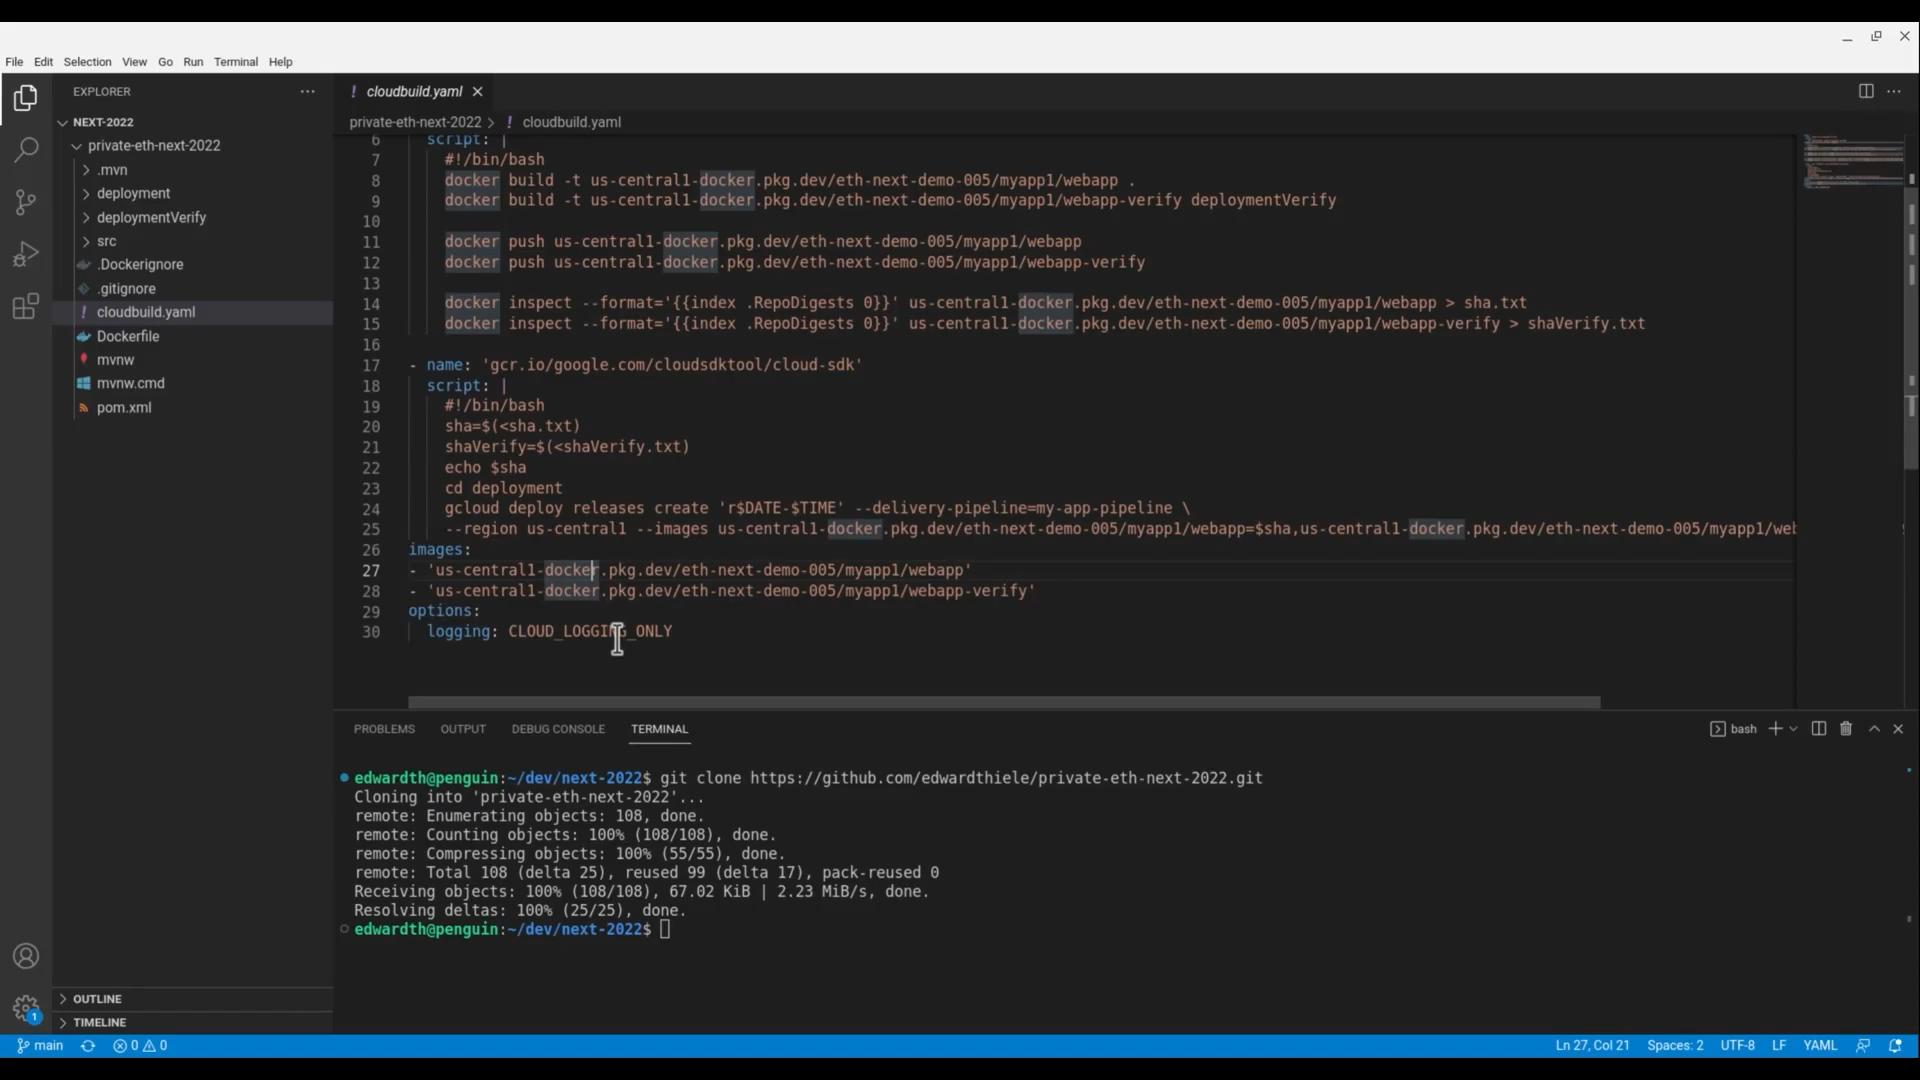 File Edit Selection View Go Run Terminal Help
EXPLORER
cloudbuild.yaml
NEXT-2022
private-eth-next-2022 > cloudbuild.yaml
private-eth-next-2022
.mvn
deployment
deploymentVerify
src
.Dockerignore
.gitignore
cloudbuild.yaml
Dockerfile
mvnw
mvnw.cmd
pom.xml
6 script: |
7 #!/bin/bash
8 docker build -t us-central1-docker.pkg.dev/eth-next-demo-005/myapp1/webapp .
9 docker build -t us-central1-docker.pkg.dev/eth-next-demo-005/myapp1/webapp-verify deploymentVerify
10
11 docker push us-central1-docker.pkg.dev/eth-next-demo-005/myapp1/webapp
12 docker push us-central1-docker.pkg.dev/eth-next-demo-005/myapp1/webapp-verify
13
14 docker inspect --format='{{index .RepoDigests 0}}' us-central1-docker.pkg.dev/eth-next-demo-005/myapp1/webapp > sha.txt
15 docker inspect --format='{{index .RepoDigests 0}}' us-central1-docker.pkg.dev/eth-next-demo-005/myapp1/webapp-verify > shaVerify.txt
16
17 - name: 'gcr.io/google.com/cloudsdktool/cloud-sdk'
18 script: |
19 #!/bin/bash
20 sha=$(<sha.txt)
21 shaVerify=$(<shaVerify.txt)
22 echo $sha
23 cd deployment
24 gcloud deploy releases create 'r$DATE-$TIME' --delivery-pipeline=my-app-pipeline \
25 --region us-central1 --images us-central1-docker.pkg.dev/eth-next-demo-005/myapp1/webapp=$sha,us-central1-docker.pkg.dev/eth-next-demo-005/myapp1/web
26 images:
27 - 'us-central1-docker.pkg.dev/eth-next-demo-005/myapp1/webapp'
28 - 'us-central1-docker.pkg.dev/eth-next-demo-005/myapp1/webapp-verify'
29 options:
30 logging: CLOUD_LOGGING_ONLY
PROBLEMS OUTPUT DEBUG CONSOLE TERMINAL
bash
edwardth@penguin:~/dev/next-2022$ git clone https://github.com/edwardthiele/private-eth-next-2022.git
Cloning into 'private-eth-next-2022'...
remote: Enumerating objects: 108, done.
remote: Counting objects: 100% (108/108), done.
remote: Compressing objects: 100% (55/55), done.
remote: Total 108 (delta 25), reused 99 (delta 17), pack-reused 0
Receiving objects: 100% (108/108), 67.02 KiB | 2.23 MiB/s, done.
Resolving deltas: 100% (25/25), done.
edwardth@penguin:~/dev/next-2022$
OUTLINE
TIMELINE
1
main 0 0 Ln 27, Col 21 Spaces: 2 UTF-8 LF YAML